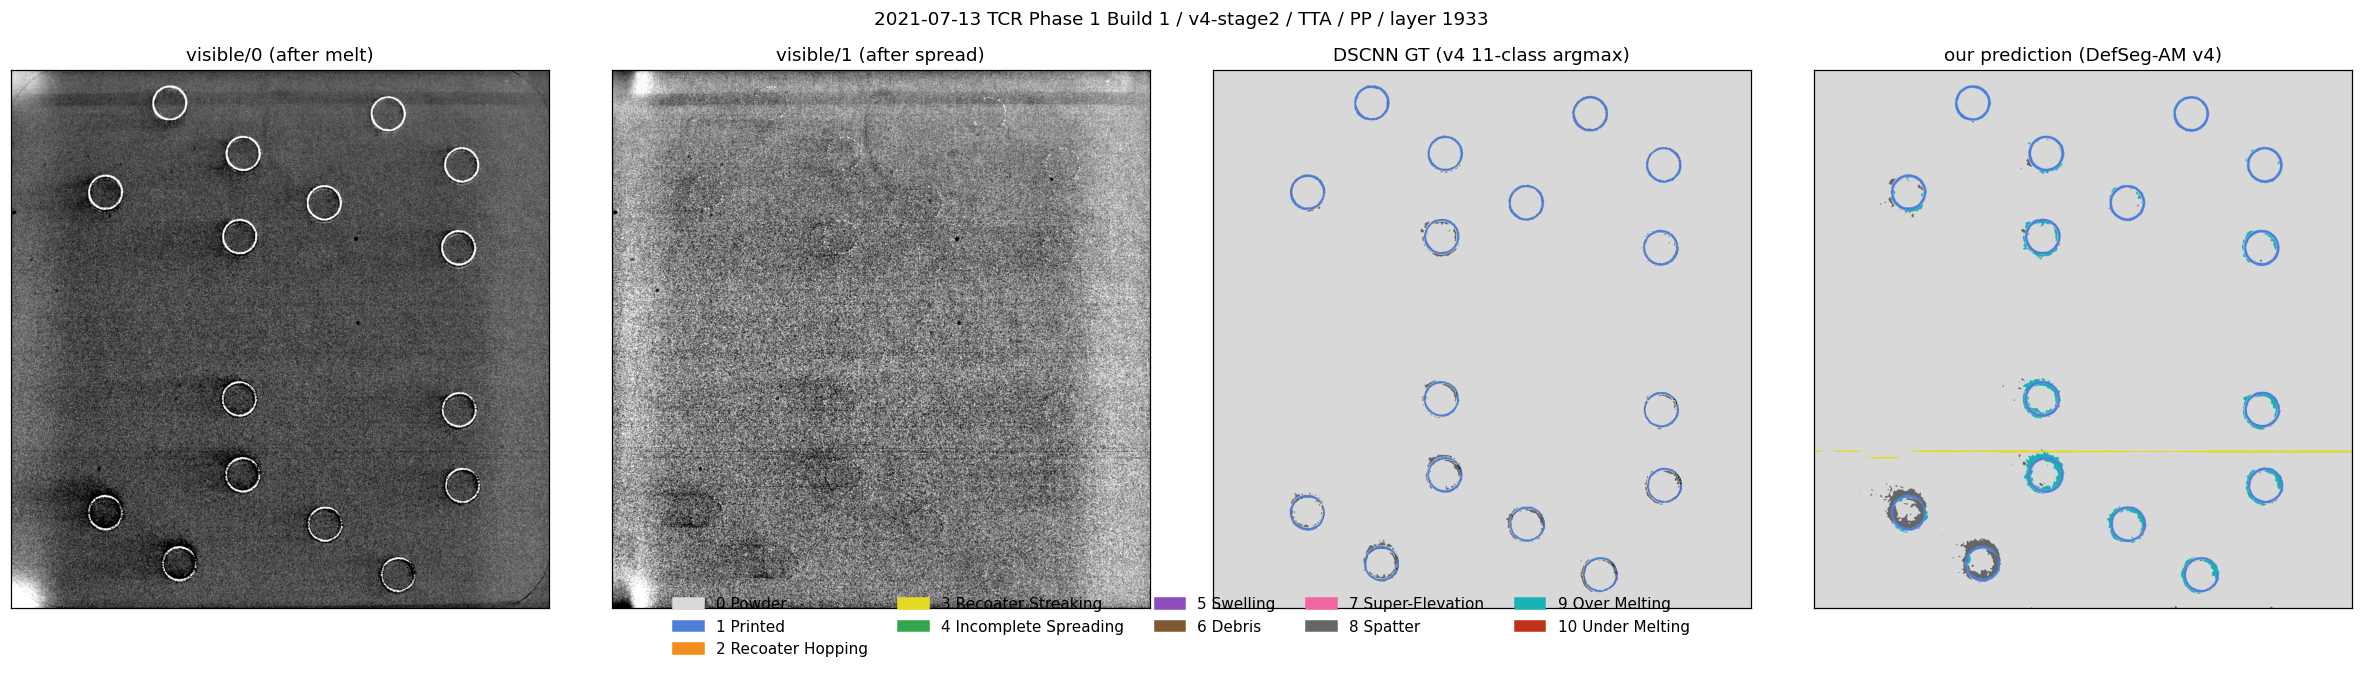 2021-07-13 TCR Phase 1 Build 1 / v4-stage2 / TTA / PP / layer 1933
visible/0 (after melt)
visible/1 (after spread)
DSCNN GT (v4 11-class argmax)
our prediction (DefSeg-AM v4)
0 Powder
1 Printed
2 Recoater Hopping
3 Recoater Streaking
4 Incomplete Spreading
5 Swelling
6 Debris
7 Super-Elevation
8 Spatter
9 Over Melting
10 Under Melting